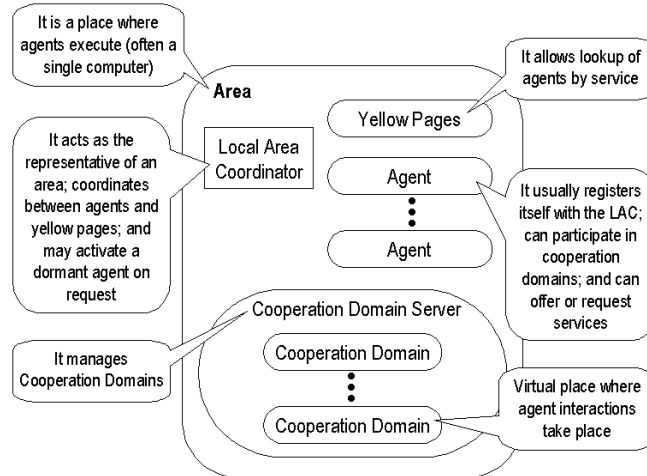 It is a place where
agents execute (often a
single computer)
It allows lookup of
agents by service
Area
Yellow Pages
Local Area
Coordinator
It acts as the
representative of an
area; coordinates
between agents and
yellow pages; and
may activate a
dormant agent on
request
Agent
Agent
It usually registers
itself with the LAC;
can participate in
cooperation
domains; and can
offer or request
services
Cooperation Domain Server
It manages
Cooperation Domains
Cooperation Domain
Cooperation Domain
Virtual place where
agent interactions
take place